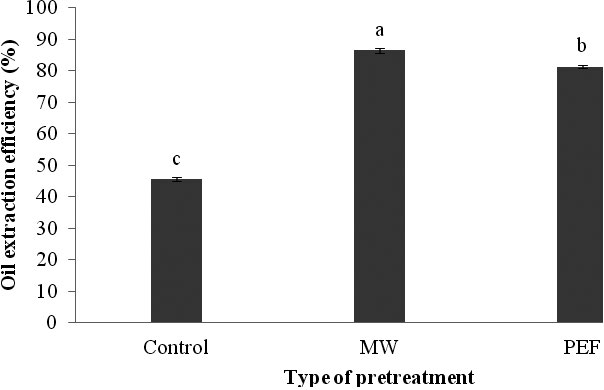 Oil extraction efficiency (%)
100
90
80
70
60
50
40
30
20
10
0
c
a
b
Control
MW
PEF
Type of pretreatment